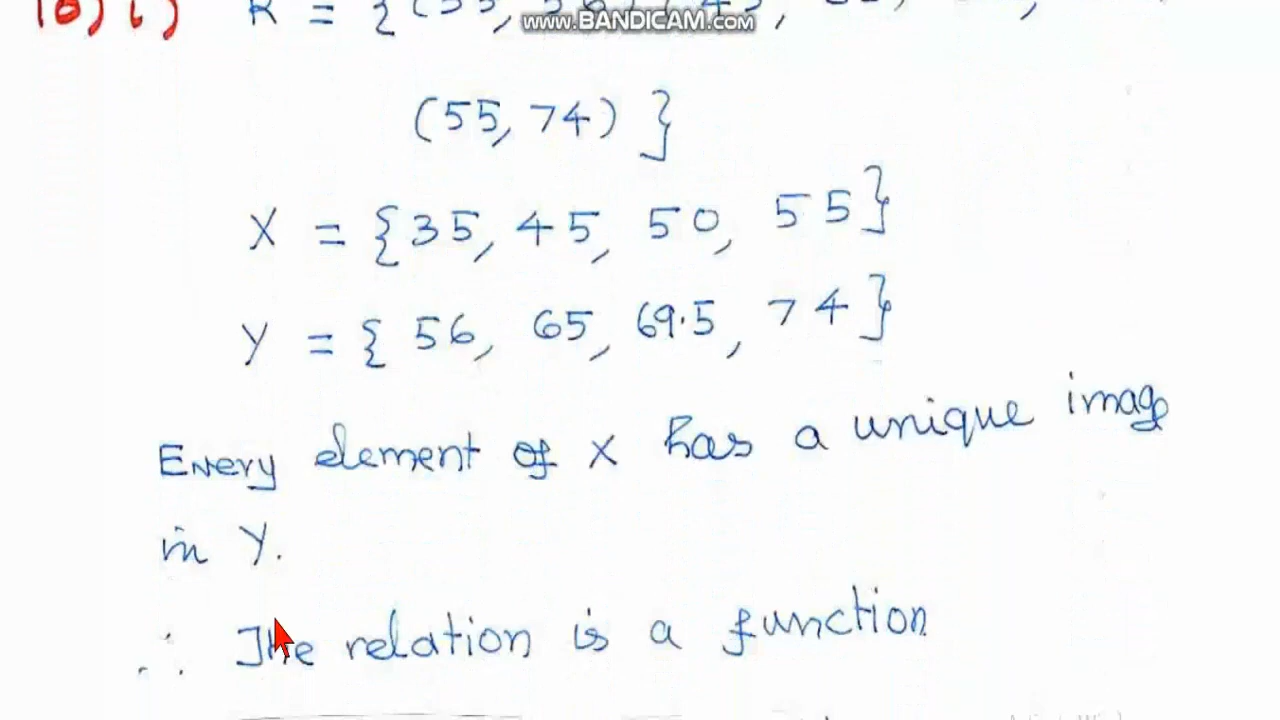 www.BANDICAM.com
(55, 74) }
X = {35, 45, 50, 55}
Y = { 56, 65, 69.5, 74 }
Every element of X has a unique image
in Y.
∴ The relation is a function